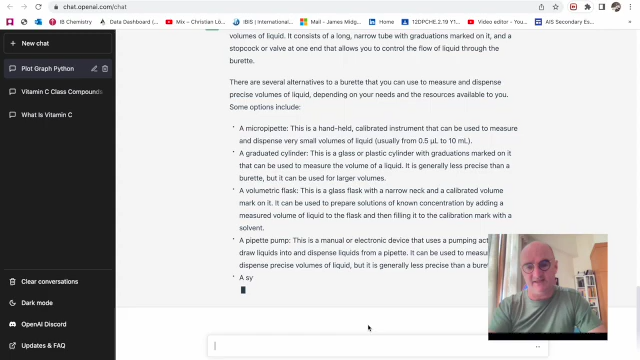 chat.openai.com/chat
IB Chemistry
Data Dashboard (...
Mix – Christian Lö...
IBIS - International...
Mail – James Midg...
12PDCHE.2.19 Y1...
Video editor – yout...
AIS Secondary Es...
New chat
Plot Graph Python
Vitamin C Class Compounds
What Is Vitamin C
Clear conversations
Dark mode
OpenAI Discord
Updates & FAQ
volumes of liquid. It consists of a long, narrow tube with graduations marked on it, and a
stopcock or valve at one end that allows you to control the flow of liquid through the
burette.
There are several alternatives to a burette that you can use to measure and dispense
precise volumes of liquid, depending on your needs and the resources available to you.
Some options include:
• A micropipette: This is a hand-held, calibrated instrument that can be used to measure
and dispense very small volumes of liquid (usually from 0.5 µL to 10 mL).
• A graduated cylinder: This is a glass or plastic cylinder with graduations marked on it
that can be used to measure the volume of a liquid. It is generally less precise than a
burette, but it can be used for larger volumes.
• A volumetric flask: This is a glass flask with a narrow neck and a calibrated volume
mark on it. It can be used to prepare solutions of known concentration by adding a
measured volume of liquid to the flask and then filling it to the calibration mark with a
solvent.
• A pipette pump: This is a manual or electronic device that uses a pumping act
draw liquids into and dispense liquids from a pipette. It can be used to measu
dispense precise volumes of liquid, but it is generally less precise than a bure
• A sy